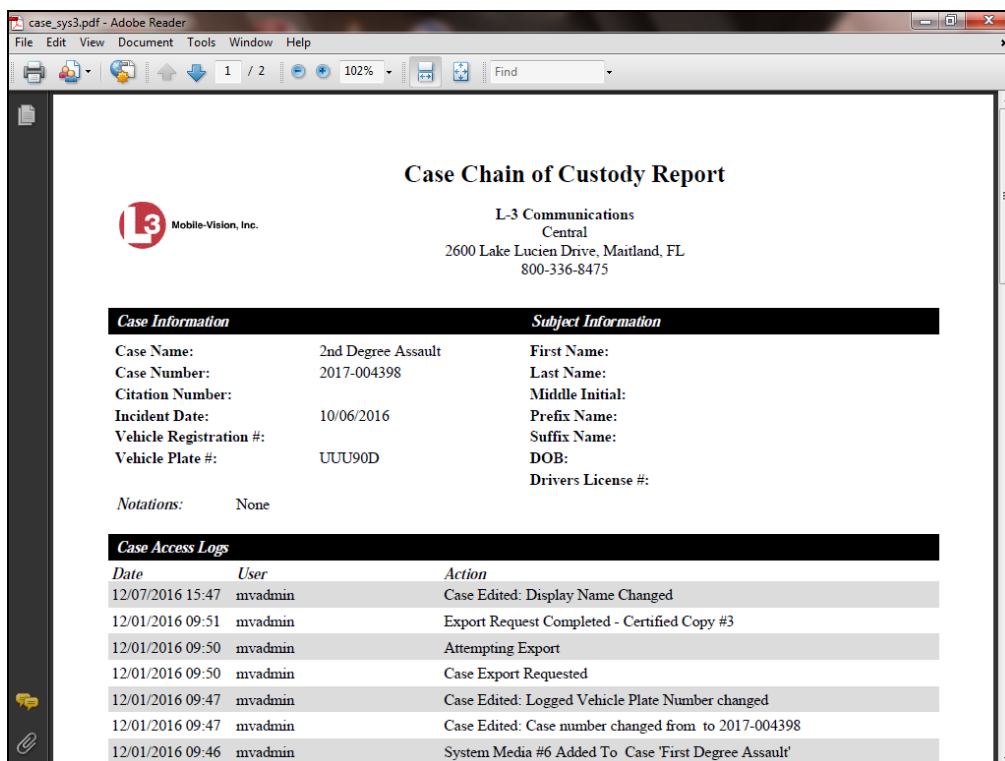 case_sys3.pdf - Adobe Reader
File Edit View Document Tools Window Help
1 / 2 102% Find
Case Chain of Custody Report
L3 Mobile-Vision, Inc.
L-3 Communications
Central
2600 Lake Lucien Drive, Maitland, FL
800-336-8475
Case Information Subject Information
Case Name: 2nd Degree Assault First Name:
Case Number: 2017-004398 Last Name:
Citation Number: Middle Initial:
Incident Date: 10/06/2016 Prefix Name:
Vehicle Registration #: Suffix Name:
Vehicle Plate #: UUU90D DOB:
Drivers License #:
Notations: None
Case Access Logs
Date User Action
12/07/2016 15:47 mvadmin Case Edited: Display Name Changed
12/01/2016 09:51 mvadmin Export Request Completed - Certified Copy #3
12/01/2016 09:50 mvadmin Attempting Export
12/01/2016 09:50 mvadmin Case Export Requested
12/01/2016 09:47 mvadmin Case Edited: Logged Vehicle Plate Number changed
12/01/2016 09:47 mvadmin Case Edited: Case number changed from to 2017-004398
12/01/2016 09:46 mvadmin System Media #6 Added To Case 'First Degree Assault'